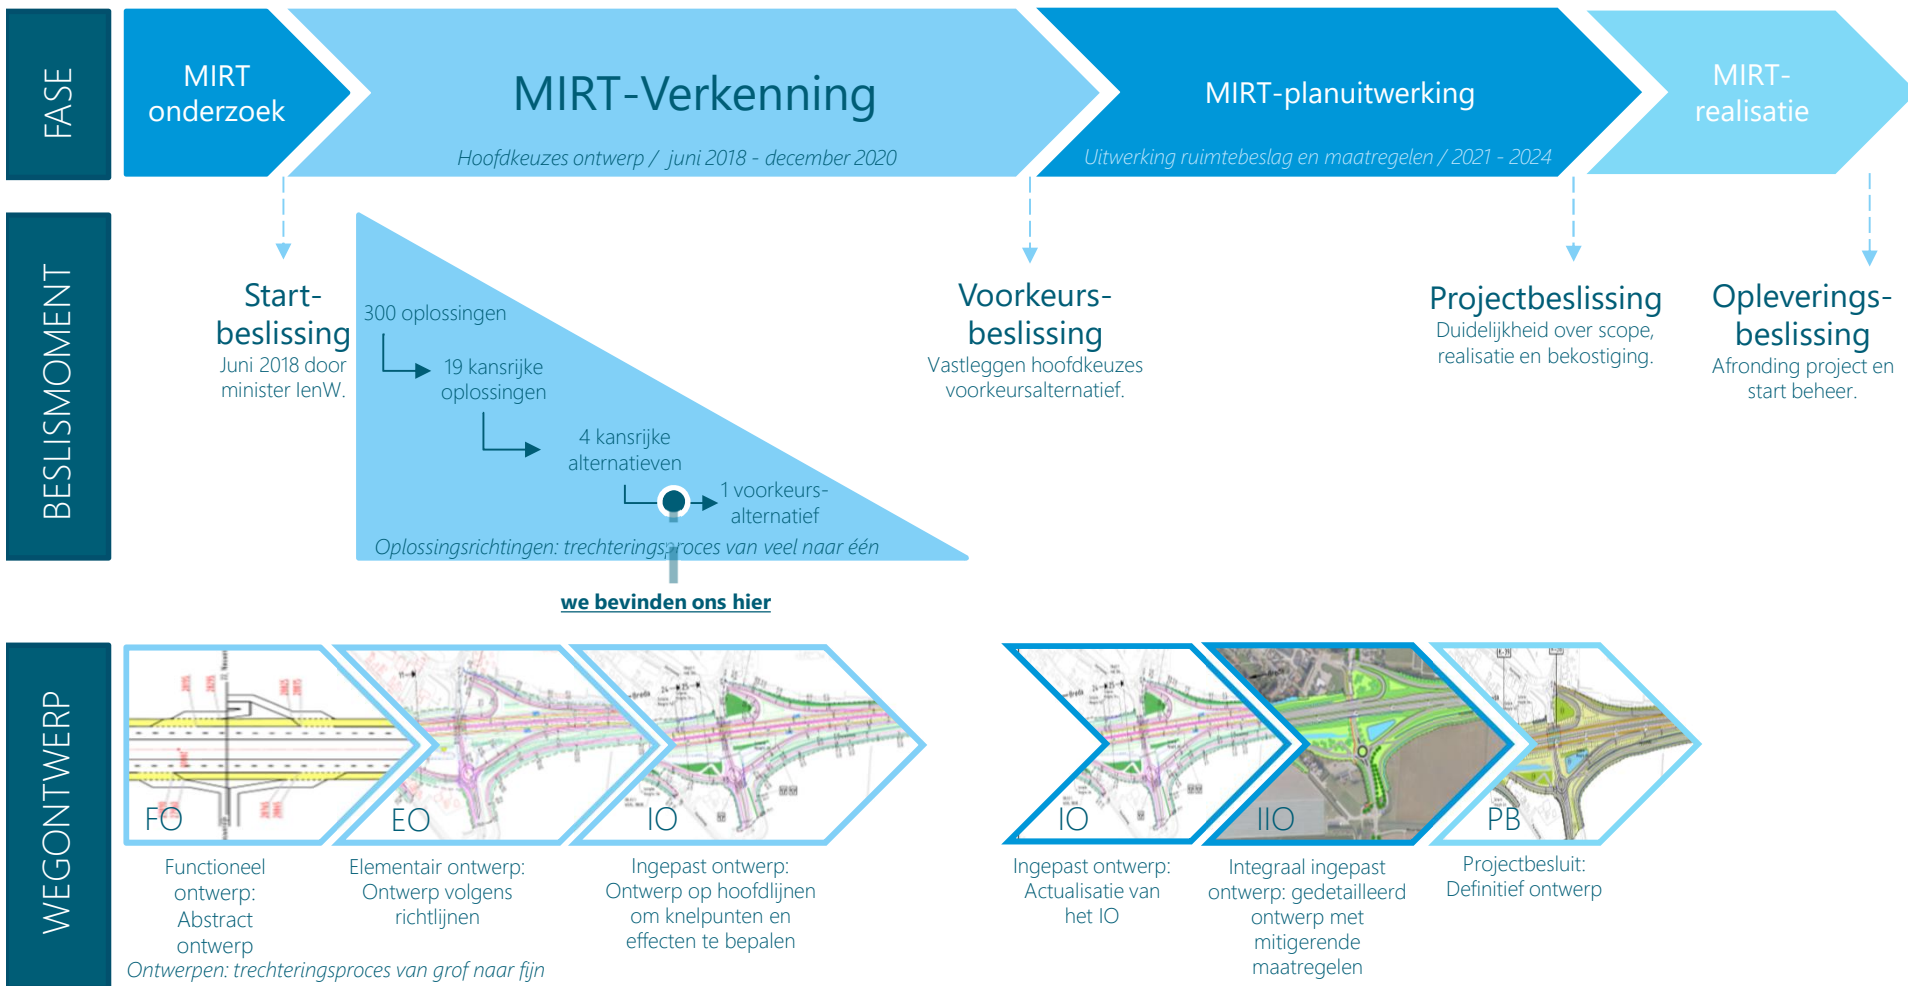 FASE
MIRT
onderzoek
MIRT-Verkenning
Hoofdkeuzes ontwerp / juni 2018 - december 2020
MIRT-planuitwerking
Uitwerking ruimtebeslag en maatregelen / 2021 - 2024
MIRT-
realisatie
BESLISMOMENT
Start-
beslissing
Juni 2018 door
minister IenW.
300 oplossingen
19 kansrijke
oplossingen
4 kansrijke
alternatieven
1 voorkeurs-
alternatief
Oplossingsrichtingen: trechteringsproces van veel naar één
we bevinden ons hier
Voorkeurs-
beslissing
Vastleggen hoofdkeuzes
voorkeursalternatief.
Projectbeslissing
Duidelijkheid over scope,
realisatie en bekostiging.
Opleverings-
beslissing
Afronding project en
start beheer.
WEGONTWERP
FO
Functioneel
ontwerp:
Abstract
ontwerp
EO
Elementair ontwerp:
Ontwerp volgens
richtlijnen
IO
Ingepast ontwerp:
Ontwerp op hoofdlijnen
om knelpunten en
effecten te bepalen
Ontwerpen: trechteringsproces van grof naar fijn
IO
Ingepast ontwerp:
Actualisatie van
het IO
IIO
Integraal ingepast
ontwerp: gedetailleerd
ontwerp met
mitigerende
maatregelen
PB
Projectbesluit:
Definitief ontwerp